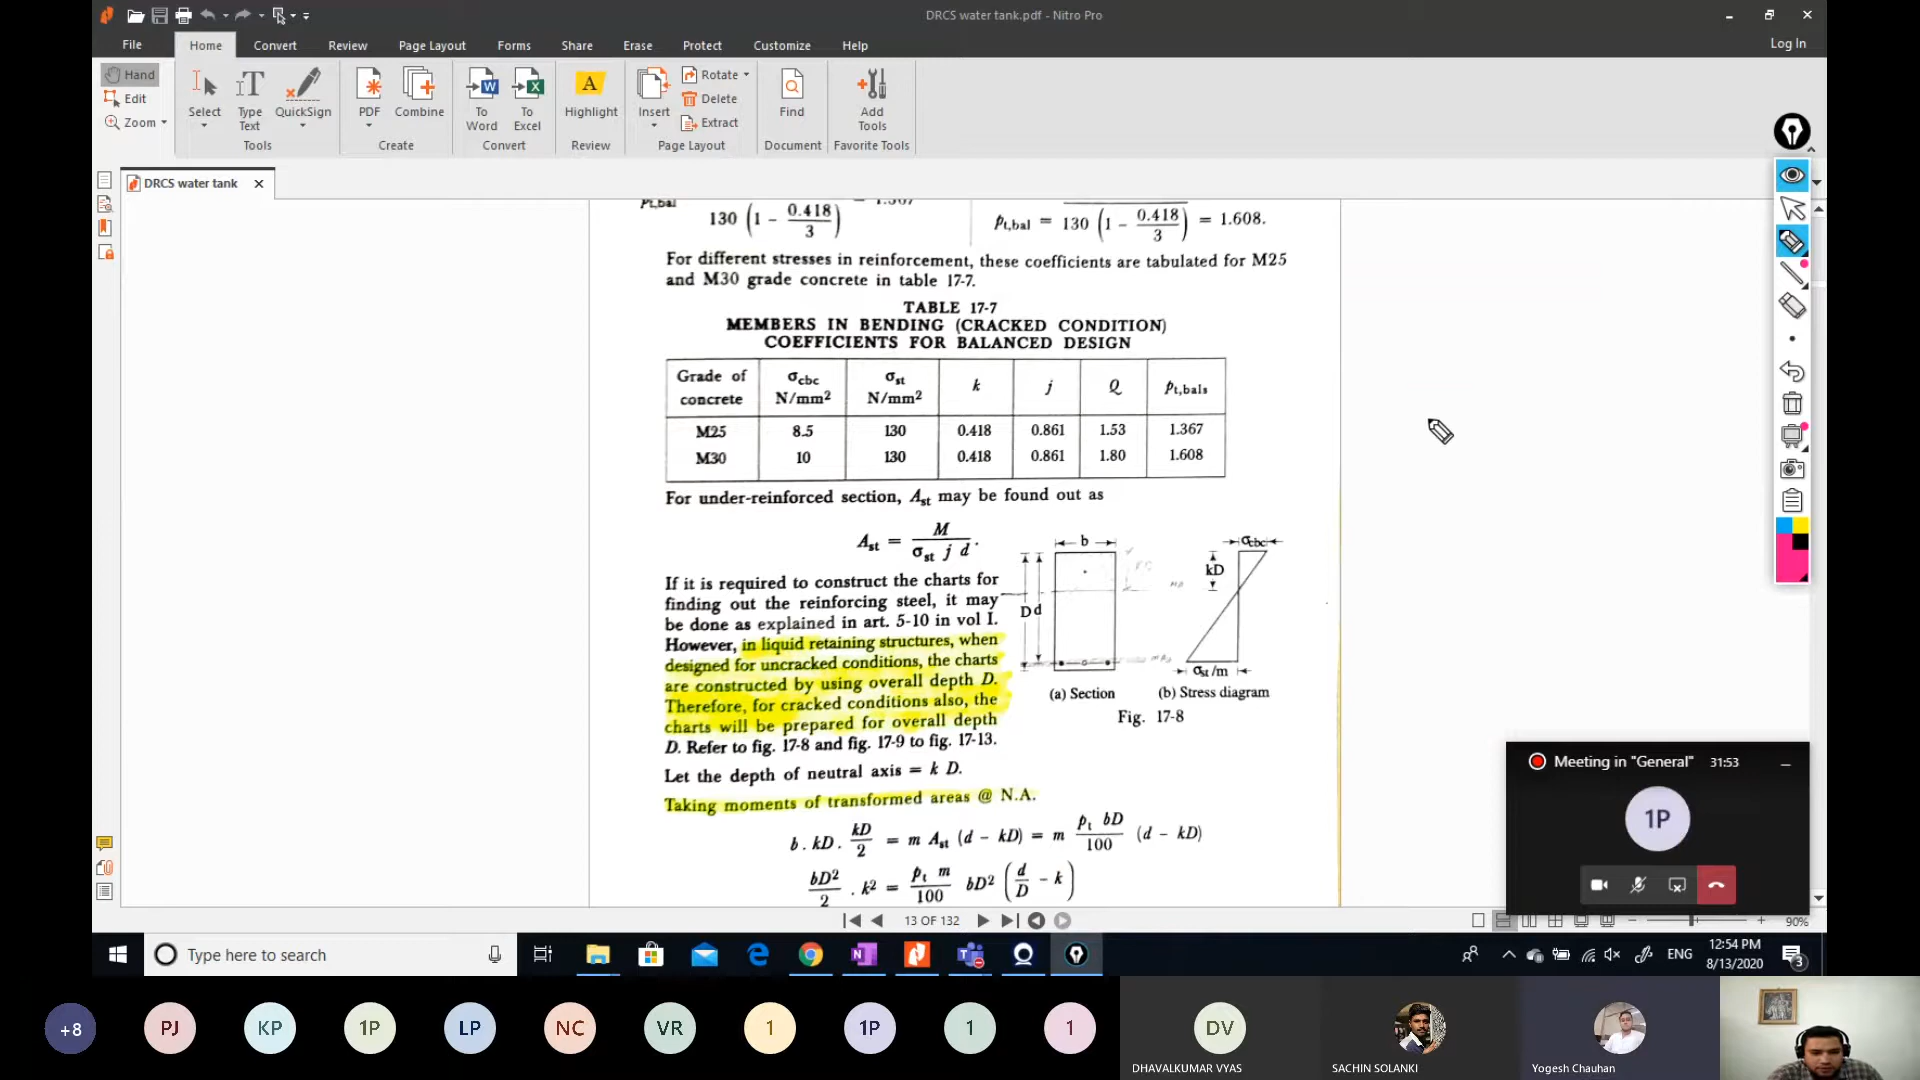 DRCS water tank.pdf - Nitro Pro
File Home Convert Review Page Layout Forms Share Erase Protect Customize Help
Log In
Hand
Edit
Zoom
Select
Type Text
QuickSign
Tools
PDF
Combine
Create
To Word
To Excel
Convert
Highlight
Review
Insert
Rotate
Delete
Extract
Page Layout
Find
Document
Add Tools
Favorite Tools
DRCS water tank
pt,bal 130 (1 - 0.418/3) = 1.367
pt,bal = 130 (1 - 0.418/3) = 1.608.
For different stresses in reinforcement, these coefficients are tabulated for M25
and M30 grade concrete in table 17-7.
TABLE 17-7
MEMBERS IN BENDING (CRACKED CONDITION)
COEFFICIENTS FOR BALANCED DESIGN
Grade of concrete σcbc N/mm² σst N/mm² k j Q pt,bals
M25 8.5 130 0.418 0.861 1.53 1.367
M30 10 130 0.418 0.861 1.80 1.608
For under-reinforced section, Ast may be found out as
Ast = M / σst j d .
If it is required to construct the charts for
finding out the reinforcing steel, it may
be done as explained in art. 5-10 in vol I.
However, in liquid retaining structures, when
designed for uncracked conditions, the charts
are constructed by using overall depth D.
Therefore, for cracked conditions also, the
charts will be prepared for overall depth
D. Refer to fig. 17-8 and fig. 17-9 to fig. 17-13.
b
D d
σcbc
kD
σst/m
(a) Section
(b) Stress diagram
Fig. 17-8
Let the depth of neutral axis = k D.
Taking moments of transformed areas @ N.A.
b . kD . kD/2 = m Ast (d - kD) = m pt bD/100 (d - kD)
bD²/2 . k² = pt m/100 bD² (d/D - k)
Meeting in "General" 31:53
1P
13 OF 132
90%
Type here to search
ENG
12:54 PM
8/13/2020
3
+8 PJ KP 1P LP NC VR 1 1P 1 1 DV
DHAVALKUMAR VYAS
SACHIN SOLANKI
Yogesh Chauhan